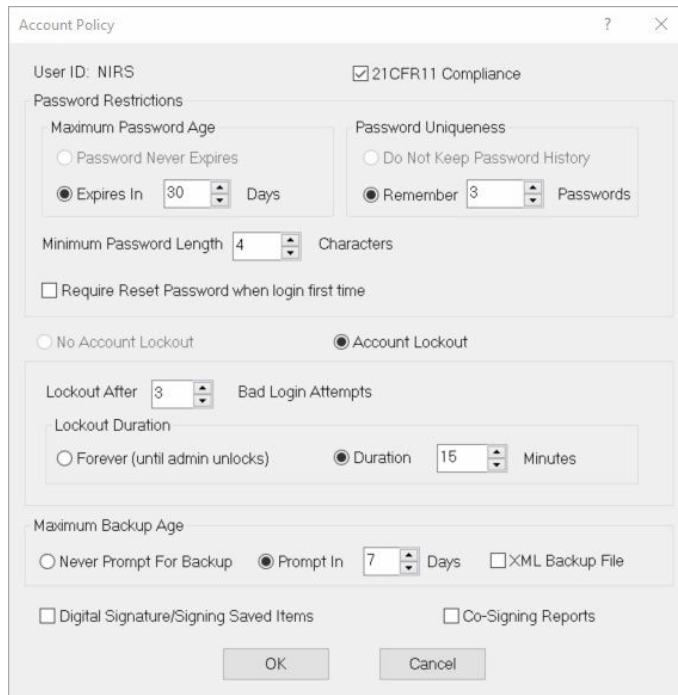 Account Policy ?
User ID: NIRS 21CFR11 Compliance
Password Restrictions
Maximum Password Age Password Uniqueness
Password Never Expires Do Not Keep Password History
Expires In 30 Days Remember 3 Passwords
Minimum Password Length 4 Characters
Require Reset Password when login first time
No Account Lockout Account Lockout
Lockout After 3 Bad Login Attempts
Lockout Duration
Forever (until admin unlocks) Duration 15 Minutes
Maximum Backup Age
Never Prompt For Backup Prompt In 7 Days XML Backup File
Digital Signature/Signing Saved Items Co-Signing Reports
OK Cancel